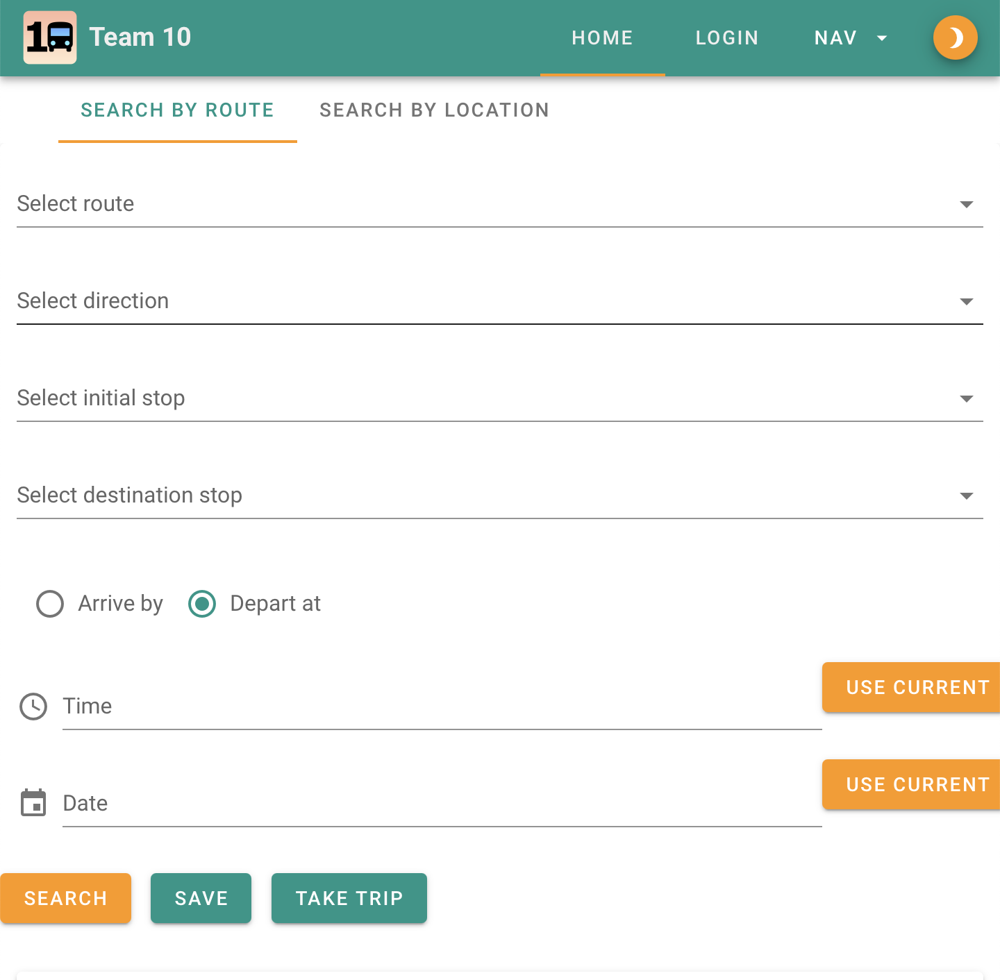 10 Team 10
HOME
LOGIN
NAV
SEARCH BY ROUTE
SEARCH BY LOCATION
Select route
Select direction
Select initial stop
Select destination stop
Arrive by
Depart at
USE CURRENT
Time
USE CURRENT
Date
SEARCH
SAVE
TAKE TRIP